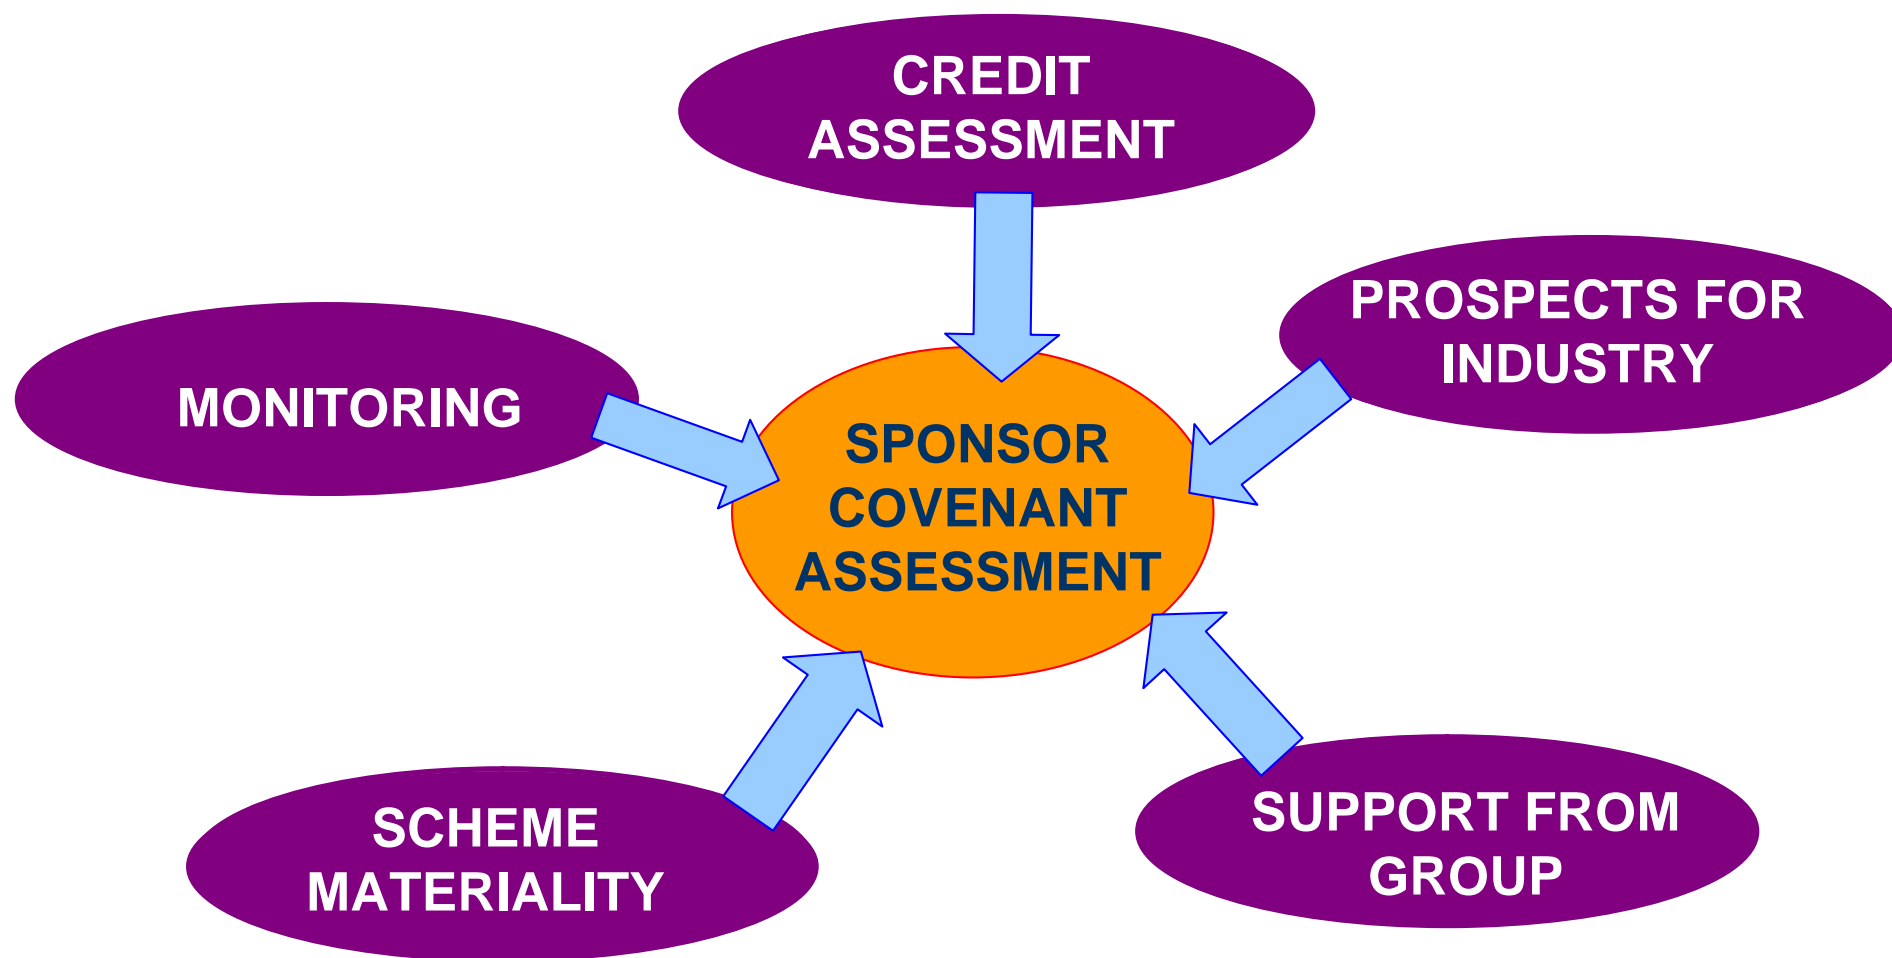 CREDIT
ASSESSMENT
PROSPECTS FOR
INDUSTRY
MONITORING
SPONSOR
COVENANT
ASSESSMENT
SCHEME
MATERIALITY
SUPPORT FROM
GROUP